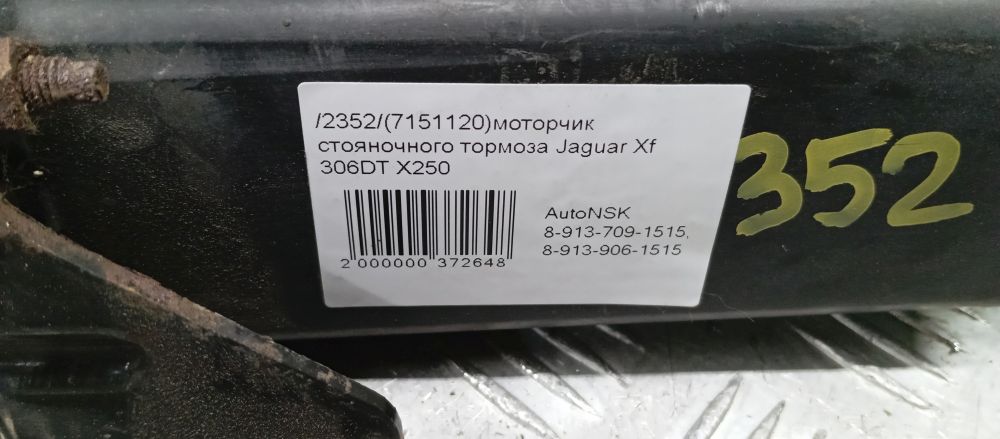 /2352/(7151120)моторчик
стояночного тормоза Jaguar Xf
306DT X250
AutoNSK
8-913-709-1515,
8-913-906-1515
2 000000 372648
352